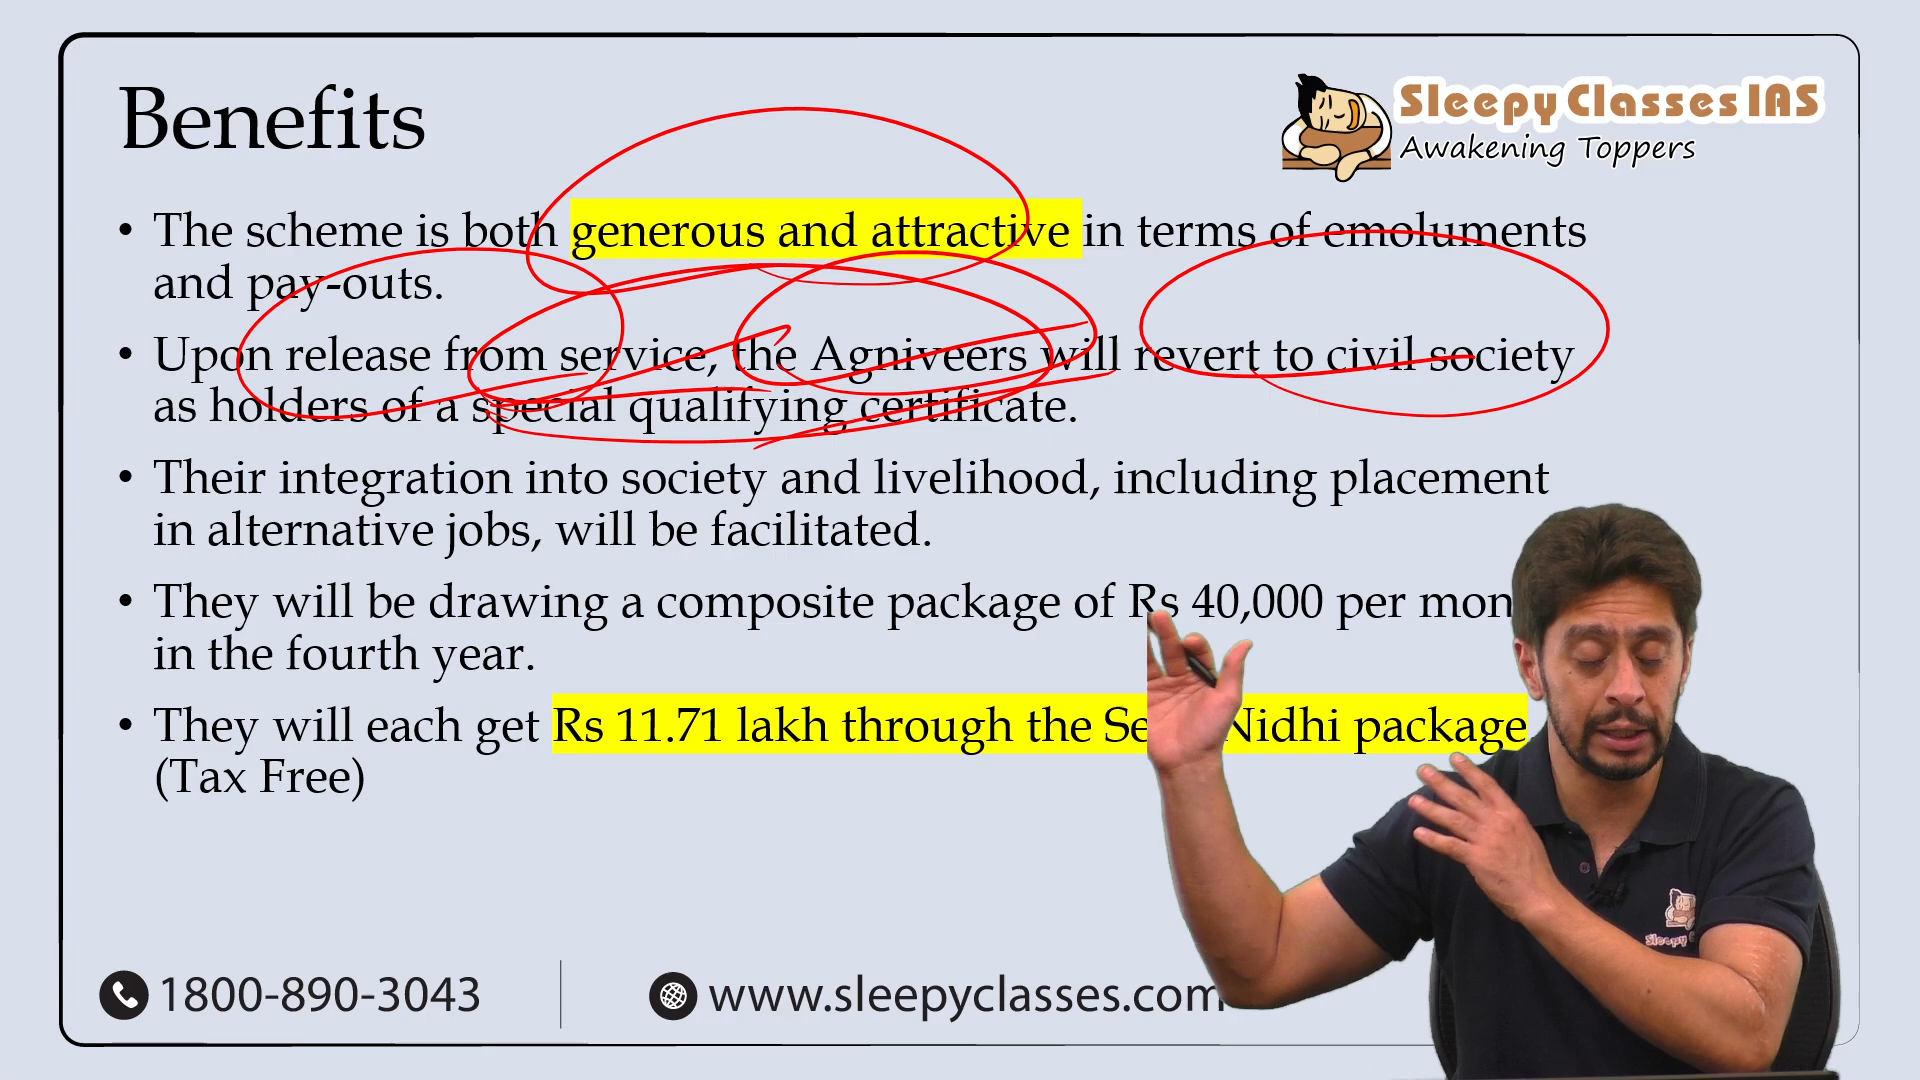 Benefits
Sleepy Classes IAS
Awakening Toppers
• The scheme is both generous and attractive in terms of emoluments
and pay-outs.
• Upon release from service, the Agniveers will revert to civil society
as holders of a special qualifying certificate.
• Their integration into society and livelihood, including placement
in alternative jobs, will be facilitated.
• They will be drawing a composite package of Rs 40,000 per
in the fourth year.
• They will each get Rs 11.71 lakh through the Nidhi package
(Tax Free)
1800-890-3043
www.sleepyclasses.com
Sleepy